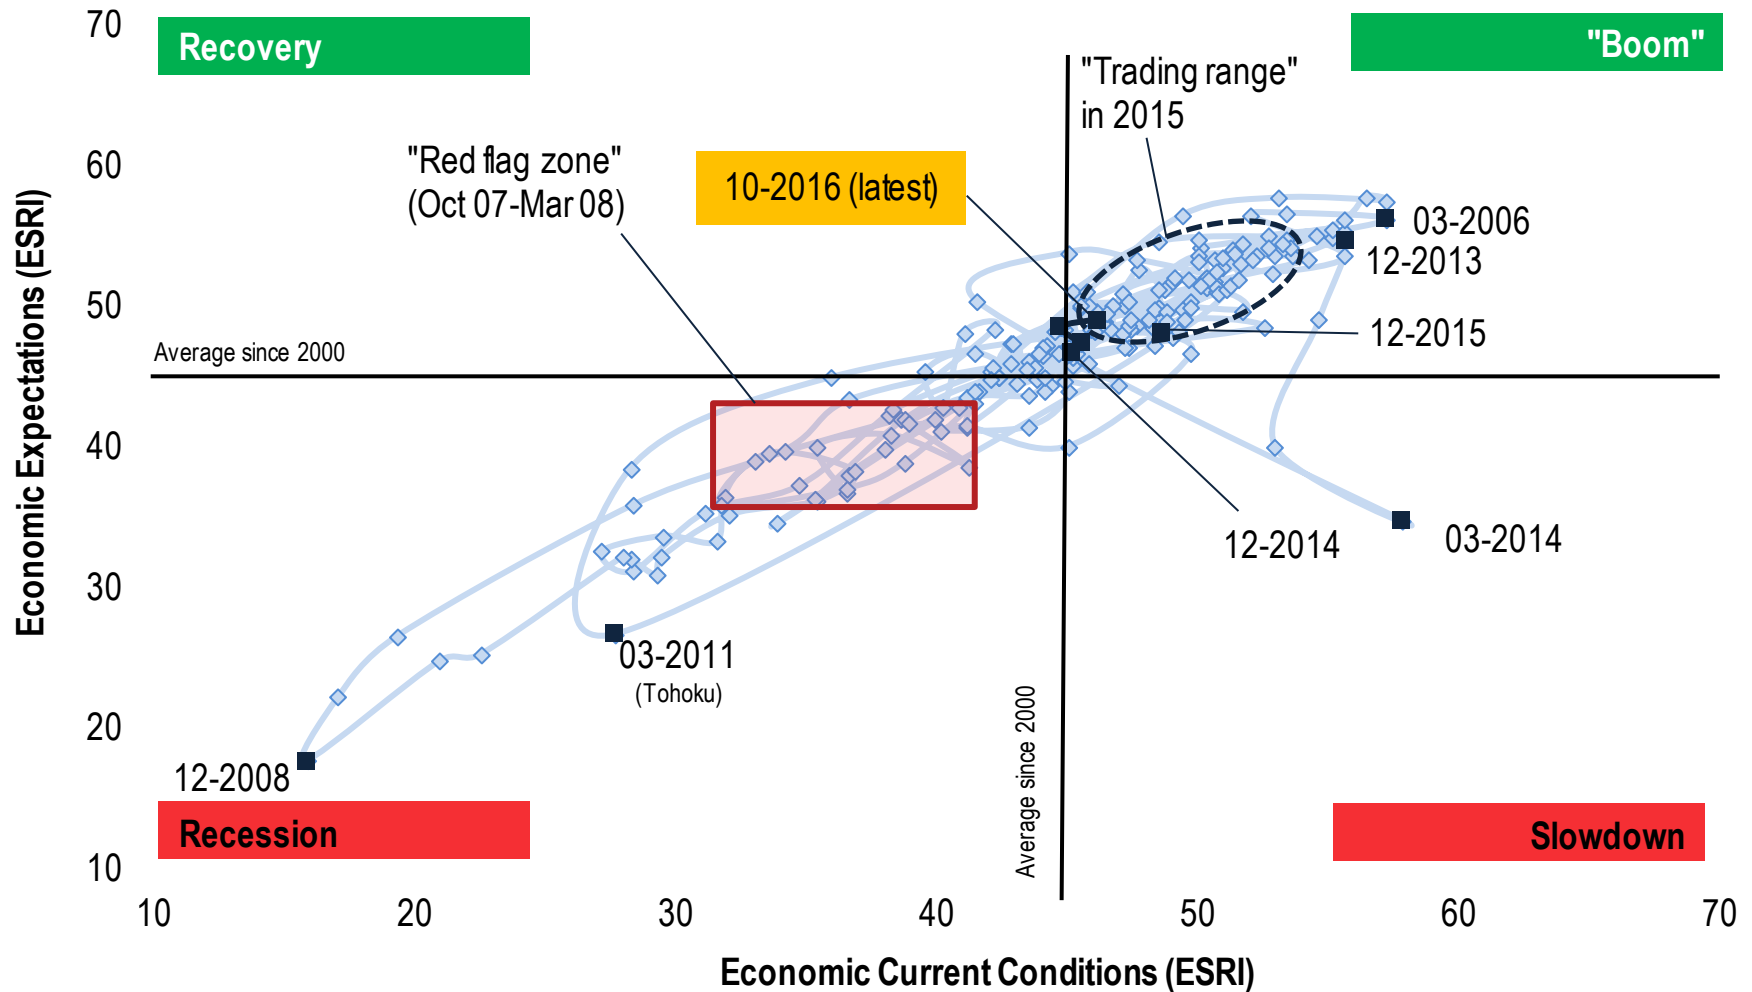 70
Recovery
"Boom"
"Trading range"
in 2015
"Red flag zone"
(Oct 07-Mar 08)
60
10-2016 (latest)
03-2006
12-2013
50
12-2015
Average since 2000
40
12-2014
03-2014
30
03-2011
(Tohoku)
20
12-2008
Average since 2000
Recession
Slowdown
10
10
20
30
40
50
60
70
Economic Current Conditions (ESRI)
Economic Expectations (ESRI)